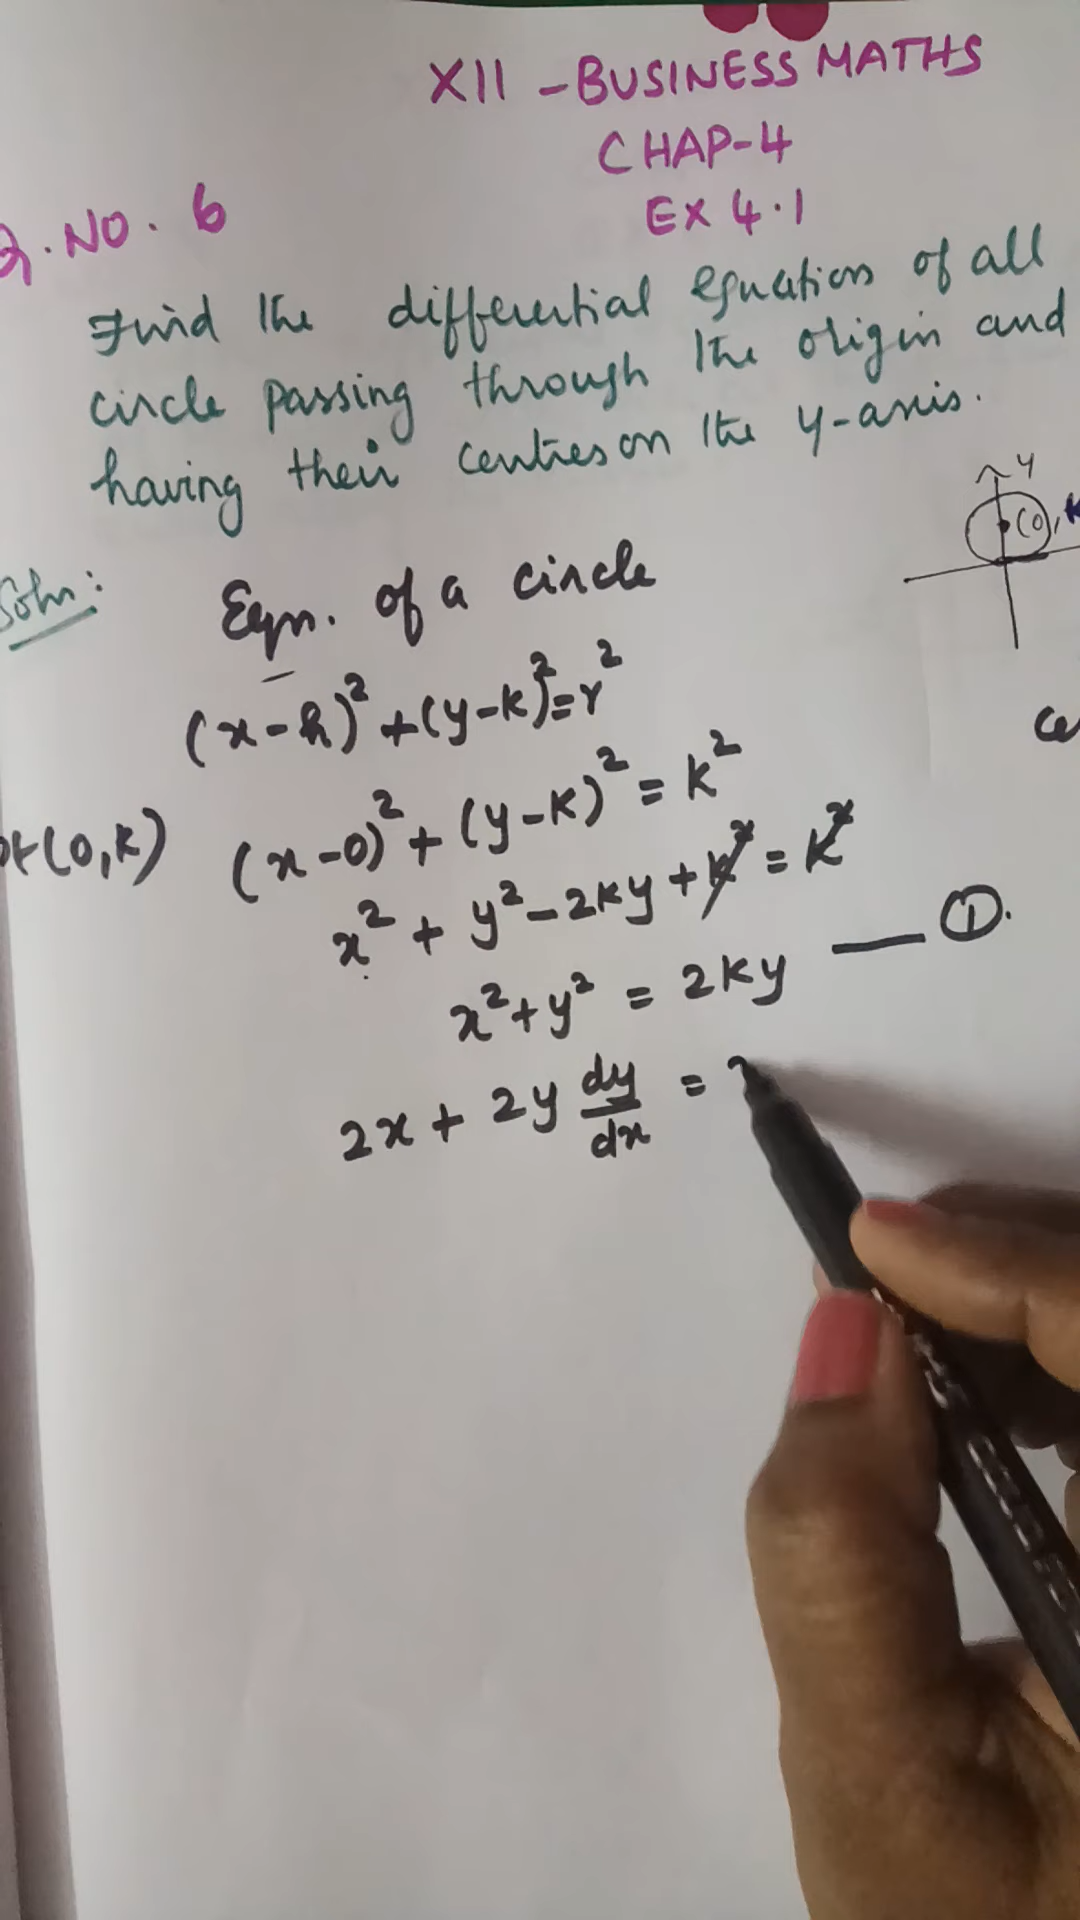 XII - BUSINESS MATHS
CHAP-4
EX 4.1
Q.NO. 6
Find the differential equation of all
circle passing through the origin and
having their centres on the y-axis.
Y
(0, k
Soln:
Eqn. of a circle
(x-h)² + (y-k)² = r²
(0,k) (x-0)² + (y-k)² = k²
x² + y² - 2ky + k² = k²
x² + y² = 2ky — ①.
2x + 2y dy/dx =